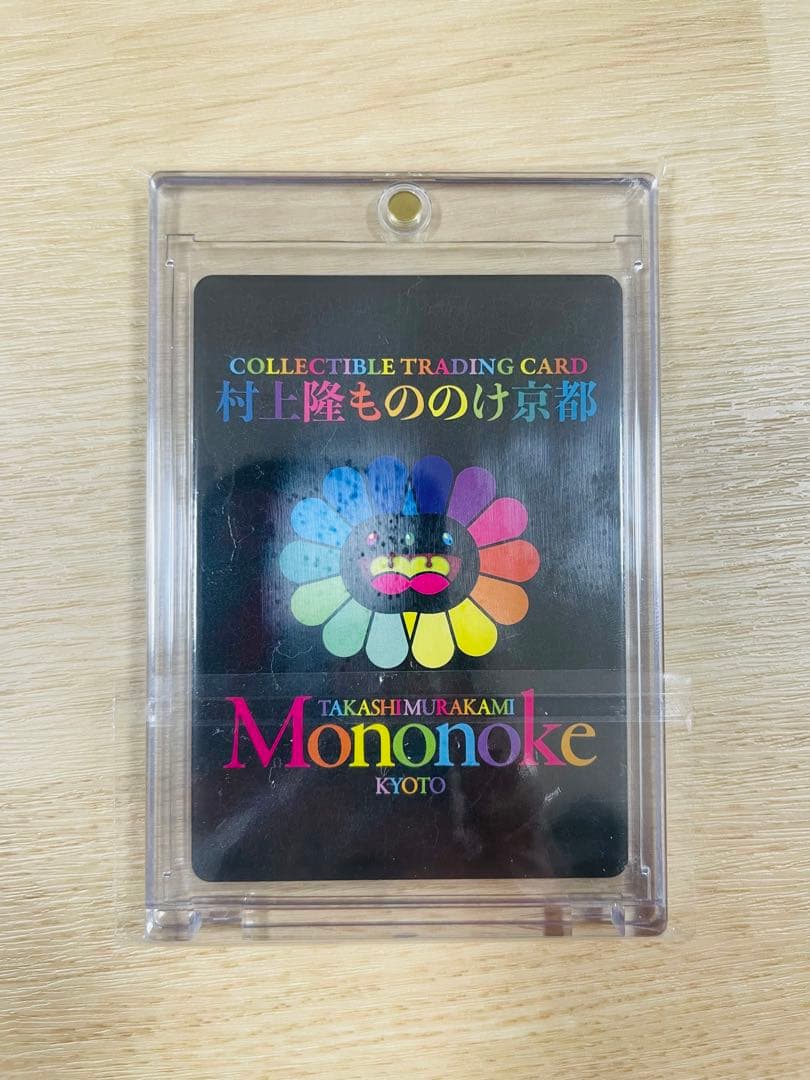 COLLECTIBLE TRADING CARD
村上隆もののけ京都
TAKASHI MURAKAMI
Mononoke
KYOTO